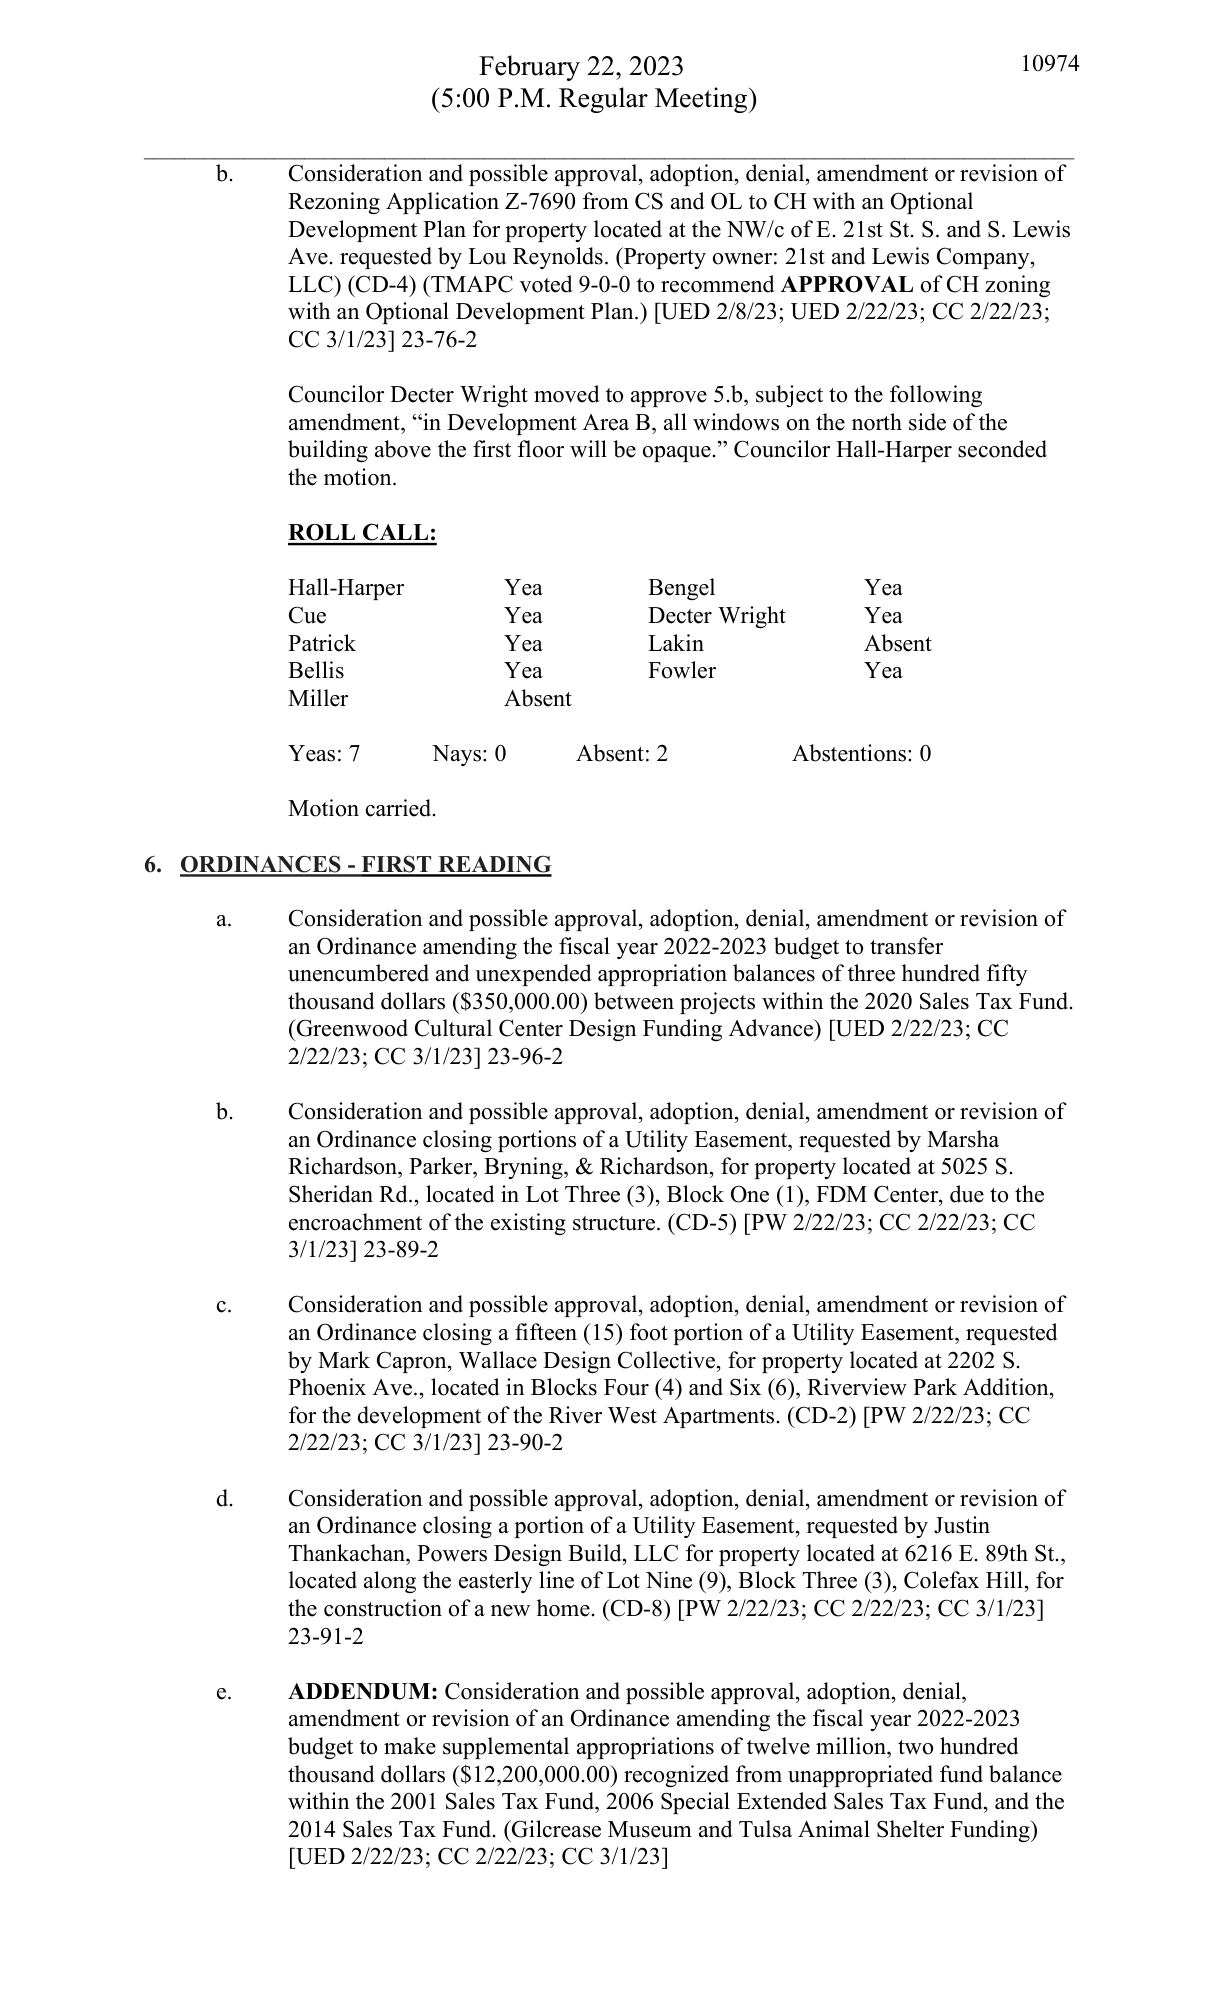 February 22, 2023
10974
(5:00 P.M. Regular Meeting)
b. Consideration and possible approval, adoption, denial, amendment or revision of
Rezoning Application Z-7690 from CS and OL to CH with an Optional
Development Plan for property located at the NW/c of E. 21st St. S. and S. Lewis
Ave. requested by Lou Reynolds. (Property owner: 21st and Lewis Company,
LLC) (CD-4) (TMAPC voted 9-0-0 to recommend APPROVAL of CH zoning
with an Optional Development Plan.) [UED 2/8/23; UED 2/22/23; CC 2/22/23;
CC 3/1/23] 23-76-2
Councilor Decter Wright moved to approve 5.b, subject to the following
amendment, “in Development Area B, all windows on the north side of the
building above the first floor will be opaque.” Councilor Hall-Harper seconded
the motion.
ROLL CALL:
Hall-Harper Yea Bengel Yea
Cue Yea Decter Wright Yea
Patrick Yea Lakin Absent
Bellis Yea Fowler Yea
Miller Absent
Yeas: 7 Nays: 0 Absent: 2 Abstentions: 0
Motion carried.
6. ORDINANCES - FIRST READING
a. Consideration and possible approval, adoption, denial, amendment or revision of
an Ordinance amending the fiscal year 2022-2023 budget to transfer
unencumbered and unexpended appropriation balances of three hundred fifty
thousand dollars ($350,000.00) between projects within the 2020 Sales Tax Fund.
(Greenwood Cultural Center Design Funding Advance) [UED 2/22/23; CC
2/22/23; CC 3/1/23] 23-96-2
b. Consideration and possible approval, adoption, denial, amendment or revision of
an Ordinance closing portions of a Utility Easement, requested by Marsha
Richardson, Parker, Bryning, & Richardson, for property located at 5025 S.
Sheridan Rd., located in Lot Three (3), Block One (1), FDM Center, due to the
encroachment of the existing structure. (CD-5) [PW 2/22/23; CC 2/22/23; CC
3/1/23] 23-89-2
c. Consideration and possible approval, adoption, denial, amendment or revision of
an Ordinance closing a fifteen (15) foot portion of a Utility Easement, requested
by Mark Capron, Wallace Design Collective, for property located at 2202 S.
Phoenix Ave., located in Blocks Four (4) and Six (6), Riverview Park Addition,
for the development of the River West Apartments. (CD-2) [PW 2/22/23; CC
2/22/23; CC 3/1/23] 23-90-2
d. Consideration and possible approval, adoption, denial, amendment or revision of
an Ordinance closing a portion of a Utility Easement, requested by Justin
Thankachan, Powers Design Build, LLC for property located at 6216 E. 89th St.,
located along the easterly line of Lot Nine (9), Block Three (3), Colefax Hill, for
the construction of a new home. (CD-8) [PW 2/22/23; CC 2/22/23; CC 3/1/23]
23-91-2
e. ADDENDUM: Consideration and possible approval, adoption, denial,
amendment or revision of an Ordinance amending the fiscal year 2022-2023
budget to make supplemental appropriations of twelve million, two hundred
thousand dollars ($12,200,000.00) recognized from unappropriated fund balance
within the 2001 Sales Tax Fund, 2006 Special Extended Sales Tax Fund, and the
2014 Sales Tax Fund. (Gilcrease Museum and Tulsa Animal Shelter Funding)
[UED 2/22/23; CC 2/22/23; CC 3/1/23]